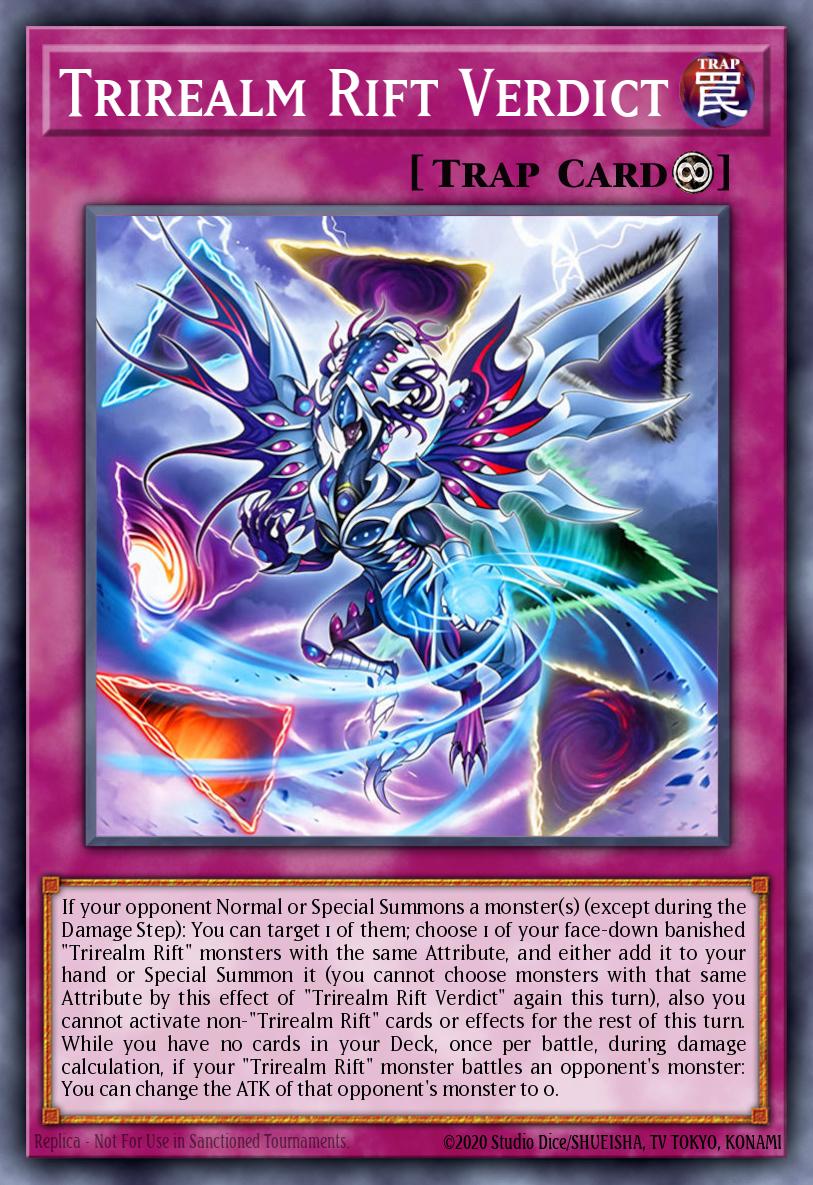 Trirealm Rift Verdict
TRAP
罠
[ Trap Card ♾ ]
If your opponent Normal or Special Summons a monster(s) (except during the
Damage Step): You can target 1 of them; choose 1 of your face-down banished
"Trirealm Rift" monsters with the same Attribute, and either add it to your
hand or Special Summon it (you cannot choose monsters with that same
Attribute by this effect of "Trirealm Rift Verdict" again this turn), also you
cannot activate non-"Trirealm Rift" cards or effects for the rest of this turn.
While you have no cards in your Deck, once per battle, during damage
calculation, if your "Trirealm Rift" monster battles an opponent's monster:
You can change the ATK of that opponent's monster to 0.
Replica - Not For Use in Sanctioned Tournaments.
©2020 Studio Dice/SHUEISHA, TV TOKYO, KONAMI